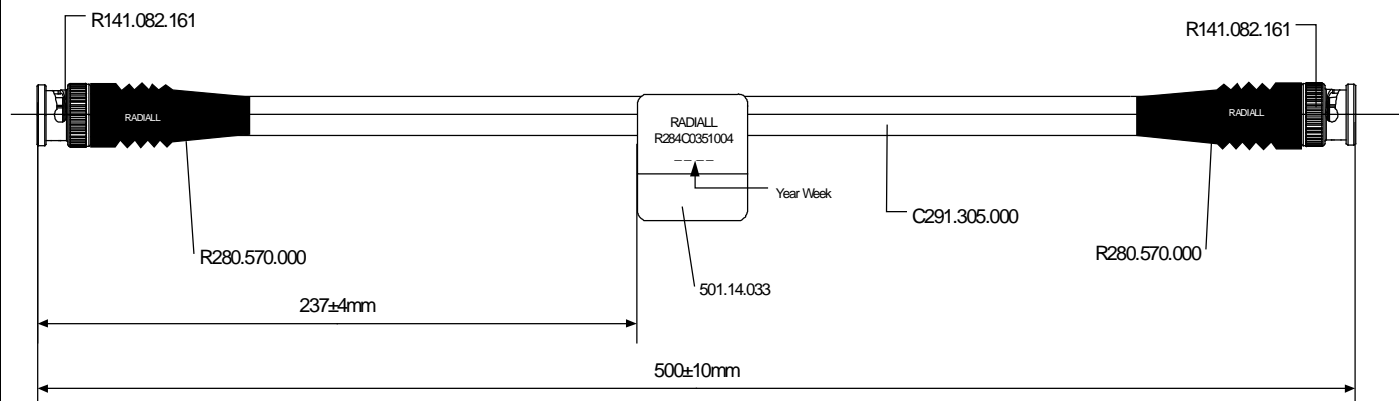 R141.082.161
R141.082.161
RADIALL
RADIALL
RADIALL
R284C0351004
Year Week
C291.305.000
R280.570.000
R280.570.000
501.14.033
237±4mm
500±10mm